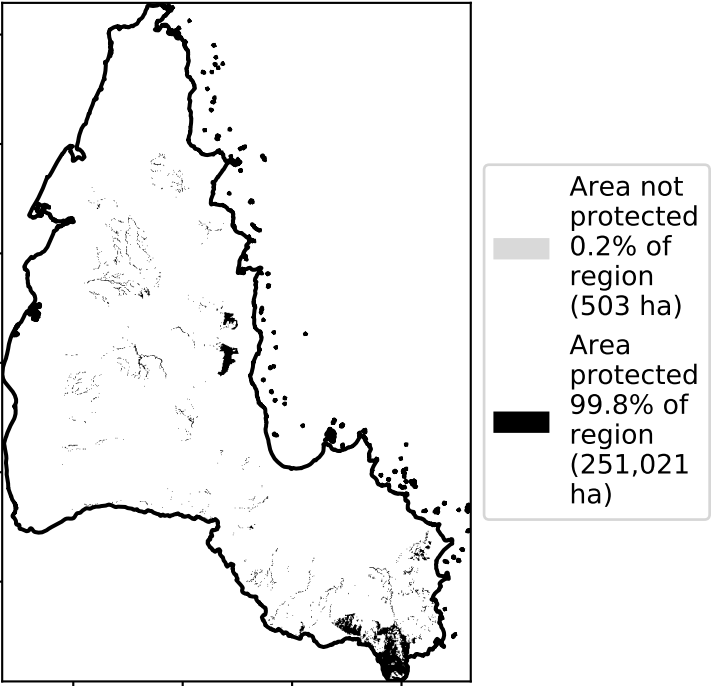 Area not
protected
0.2% of
region
(503 ha)
Area
protected
99.8% of
region
(251,021
ha)